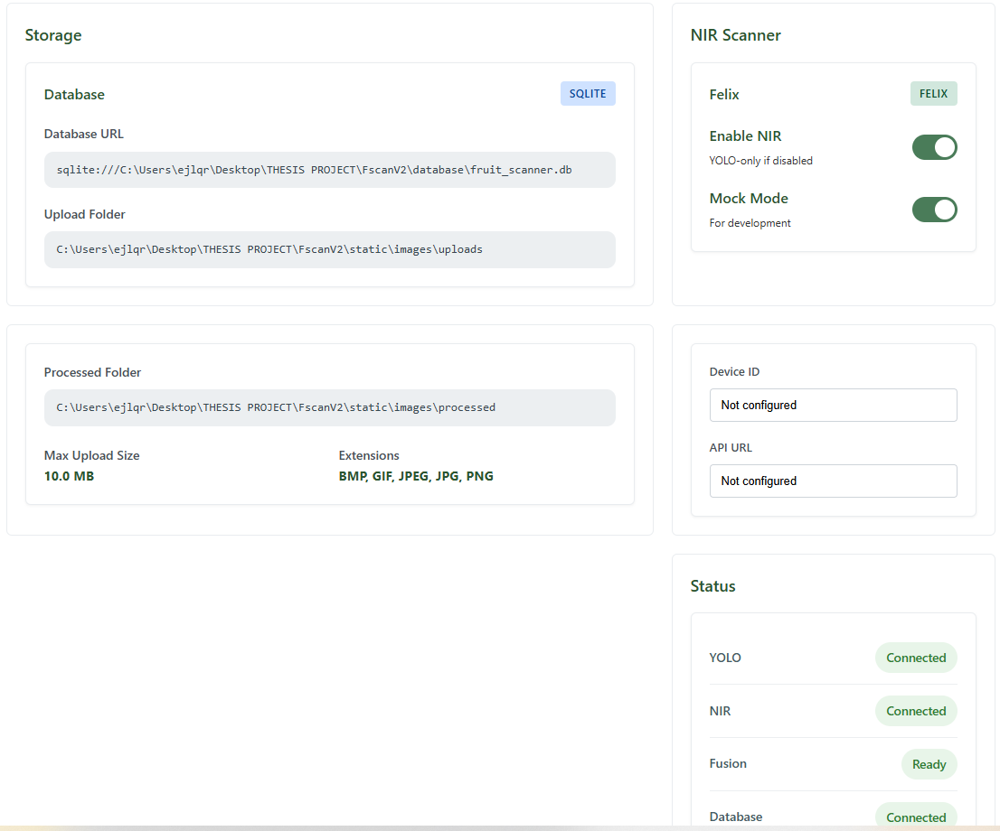 Storage
Database
SQLITE
Database URL
sqlite:///C:\Users\ejlqr\Desktop\THESIS PROJECT\FscanV2\database\fruit_scanner.db
Upload Folder
C:\Users\ejlqr\Desktop\THESIS PROJECT\FscanV2\static\images\uploads
NIR Scanner
Felix
FELIX
Enable NIR
YOLO-only if disabled
Mock Mode
For development
Processed Folder
C:\Users\ejlqr\Desktop\THESIS PROJECT\FscanV2\static\images\processed
Max Upload Size
10.0 MB
Extensions
BMP, GIF, JPEG, JPG, PNG
Device ID
Not configured
API URL
Not configured
Status
YOLO
Connected
NIR
Connected
Fusion
Ready
Database
Connected